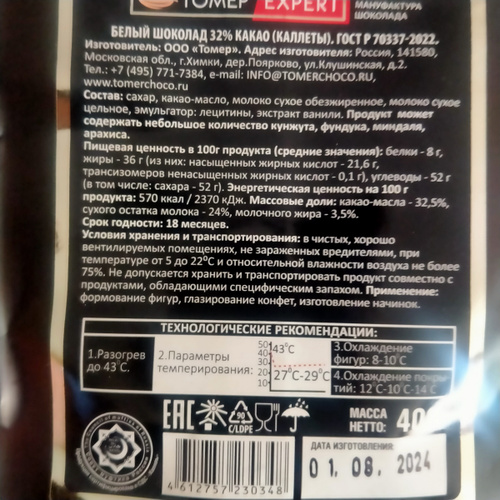 ТОМЕР EXPERT МАНУФАКТУРА ШОКОЛАДА
БЕЛЫЙ ШОКОЛАД 32% КАКАО (КАЛЛЕТЫ). ГОСТ Р 70337-2022.
Изготовитель: ООО «Томер». Адрес изготовителя: Россия, 141580,
Московская обл., г.Химки, дер.Поярково, ул.Клушинская, д.2.
Тел.: +7 (495) 771-7384, e-mail: INFO@TOMERCHOCO.RU,
www.tomerchoco.ru
Состав: сахар, какао-масло, молоко сухое обезжиренное, молоко сухое
цельное, эмульгатор: лецитины, экстракт ванили. Продукт может
содержать небольшое количество кунжута, фундука, миндаля,
арахиса.
Пищевая ценность в 100г продукта (средние значения): белки - 8 г,
жиры - 36 г (из них: насыщенных жирных кислот - 21,6 г,
трансизомеров ненасыщенных жирных кислот - 0,1 г), углеводы - 52 г
(в том числе: сахара - 52 г). Энергетическая ценность на 100 г
продукта: 570 ккал / 2370 кДж. Массовые доли: какао-масла - 32,5%,
сухого остатка молока - 24%, молочного жира - 3,5%.
Срок годности: 18 месяцев.
Условия хранения и транспортирования: в чистых, хорошо
вентилируемых помещениях, не зараженных вредителями, при
температуре от 5 до 22°С и относительной влажности воздуха не более
75%. Не допускается хранить и транспортировать продукт совместно с
продуктами, обладающими специфическим запахом. Применение:
формование фигур, глазирование конфет, изготовление начинок.
ТЕХНОЛОГИЧЕСКИЕ РЕКОМЕНДАЦИИ:
1.Разогрев
до 43°С.
2.Параметры
темперирования:
50
40
30
20
10
43°С
27°С-29°С
3.Охлаждение
фигур: 8-10°С
4.Охлаждение покры
тий: 12°С-10°С-14°С
EAC
90
C/LDPE
МАССА
НЕТТО:
40
ДАТА ИЗГОТОВЛЕНИЯ:
01.08.2024
4612757230348